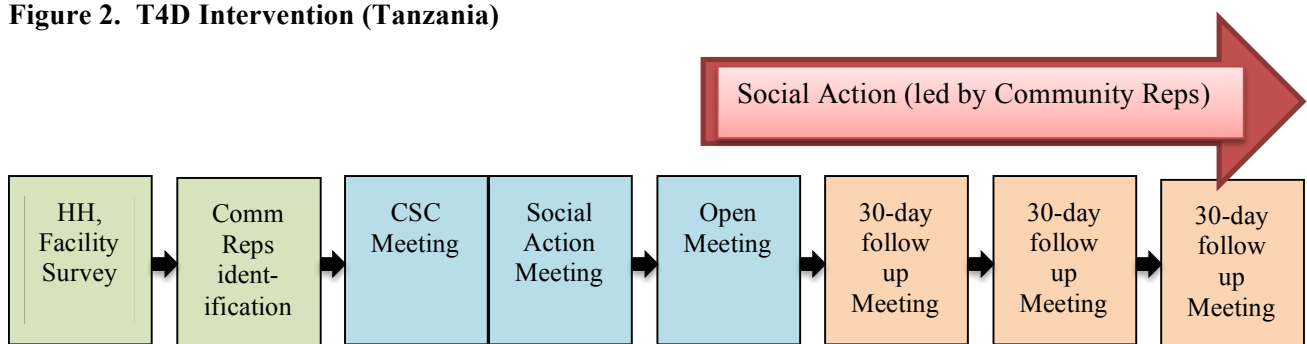 Figure 2.  T4D Intervention (Tanzania)
Social Action (led by Community Reps)
HH,
Facility
Survey
Comm
Reps
ident-
ification
CSC
Meeting
Social
Action
Meeting
Open
Meeting
30-day
follow
up
Meeting
30-day
follow
up
Meeting
30-day
follow
up
Meeting